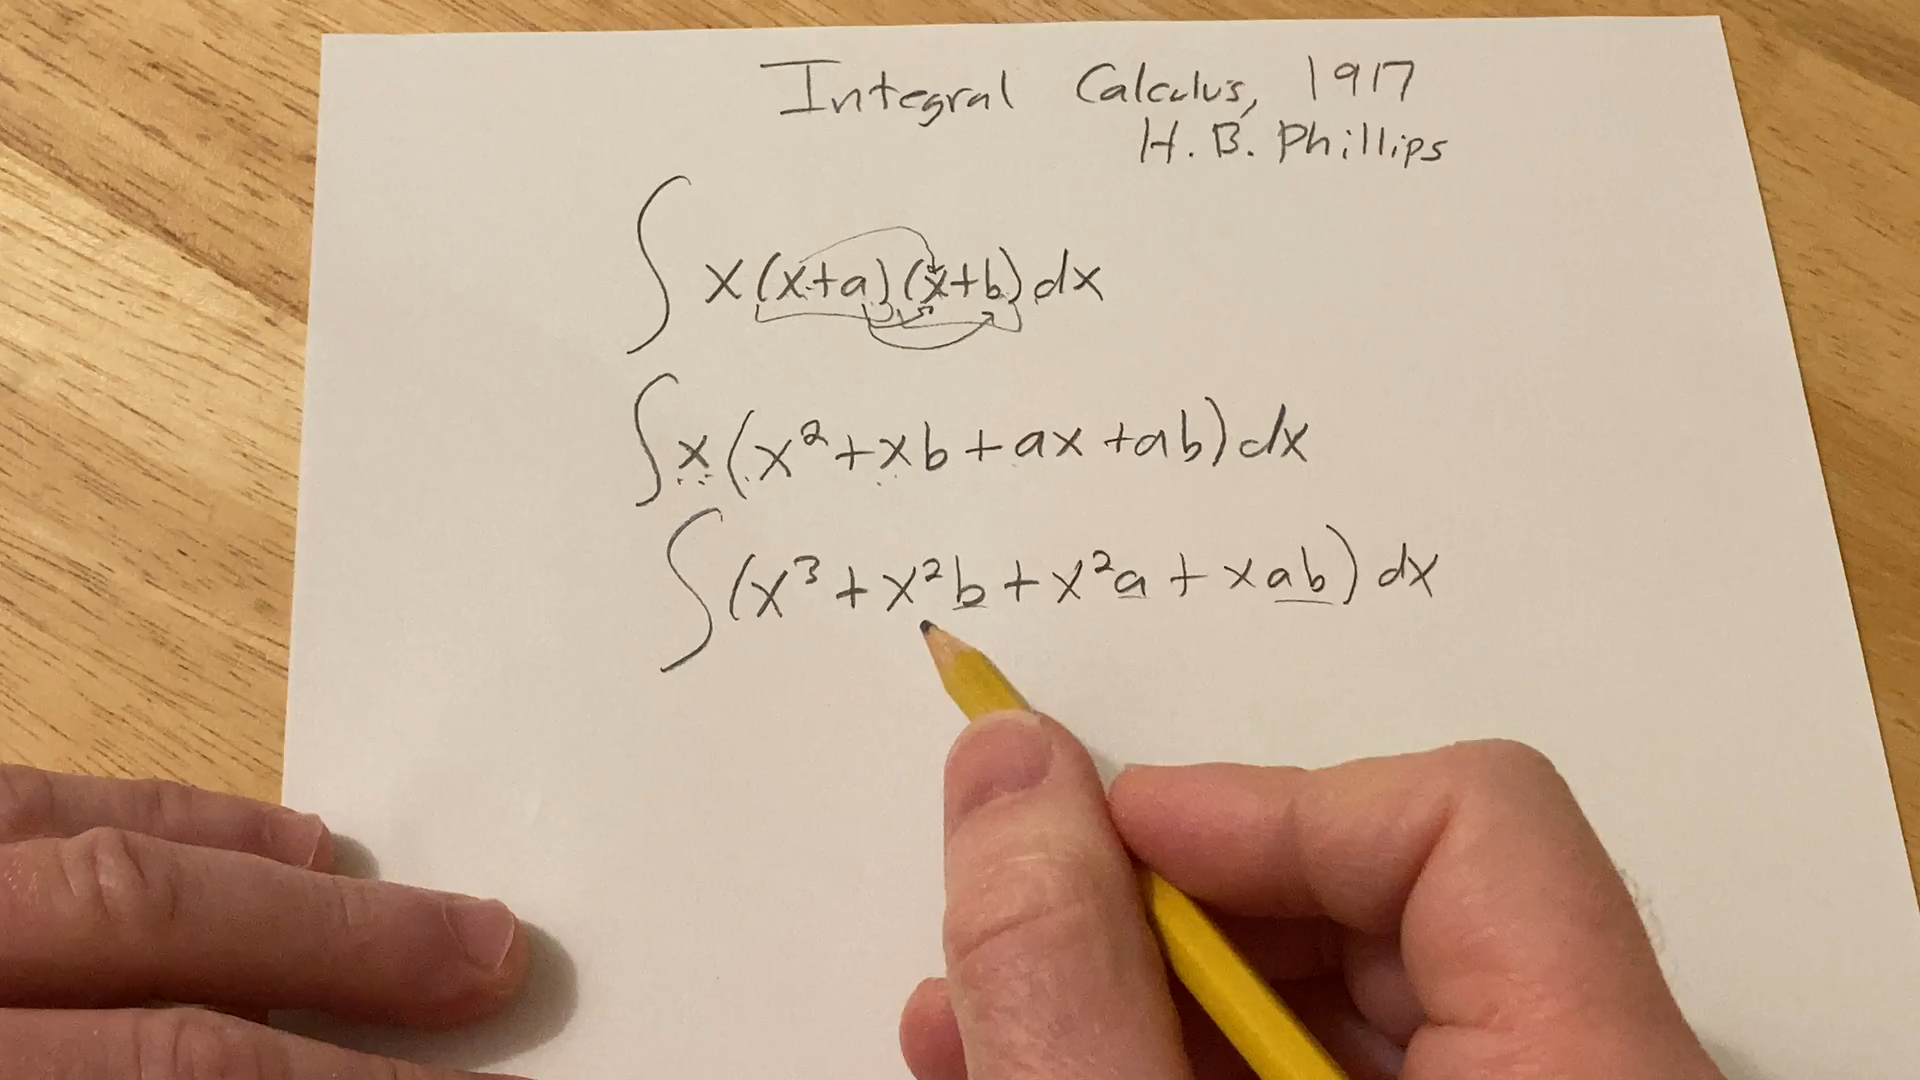 Integral Calculus, 1917
H. B. Phillips
∫ x(x+a)(x+b)dx
∫x(x²+xb+ax+ab)dx
∫(x³+x²b+x²a+xab)dx